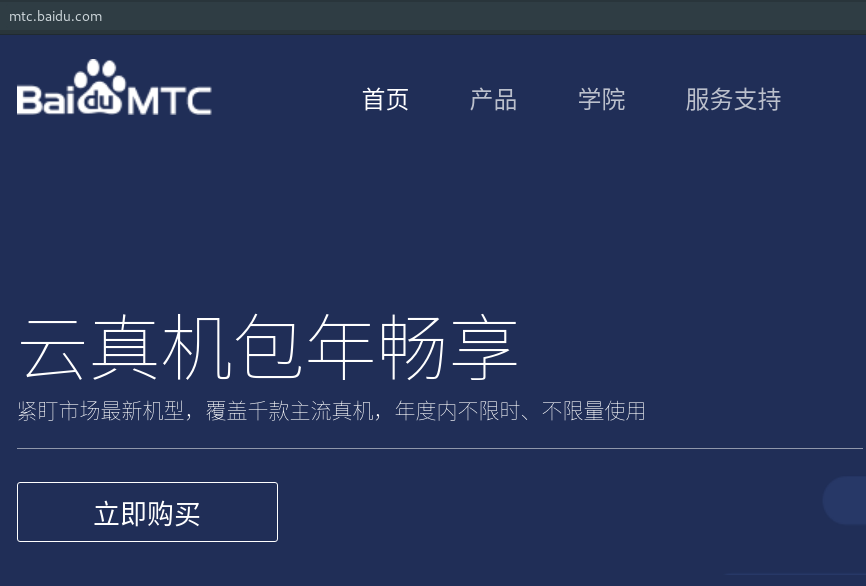 mtc.baidu.com
Baidu MTC
首页 产品 学院 服务支持
云真机包年畅享
紧盯市场最新机型，覆盖千款主流真机，年度内不限时、不限量使用
立即购买